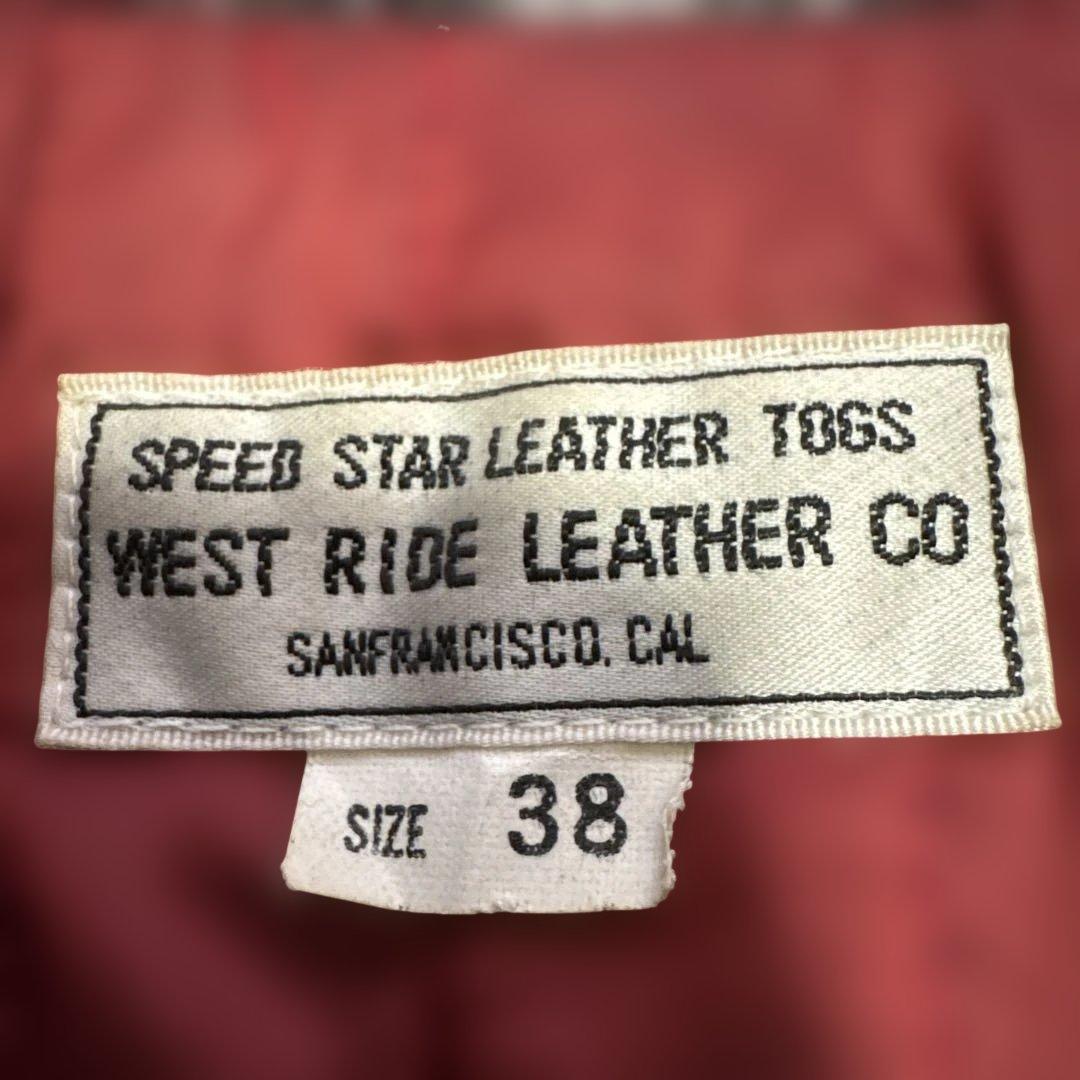 SPEED STAR LEATHER TOGS
WEST RIDE LEATHER CO
SANFRANCISCO. CAL
SIZE 38